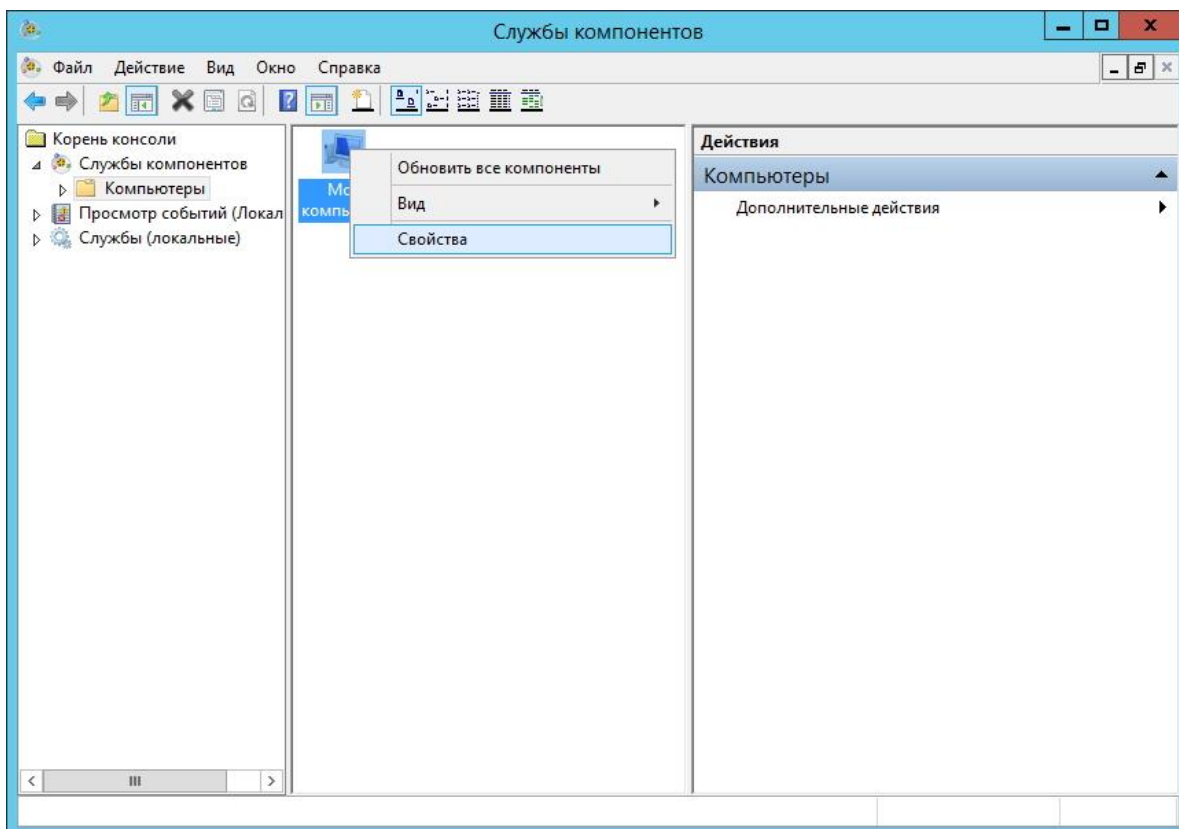 Службы компонентов
Файл Действие Вид Окно Справка
Корень консоли
Службы компонентов
Компьютеры
Просмотр событий (Локал
Службы (локальные)
Обновить все компоненты
Вид
Свойства
Действия
Компьютеры
Дополнительные действия